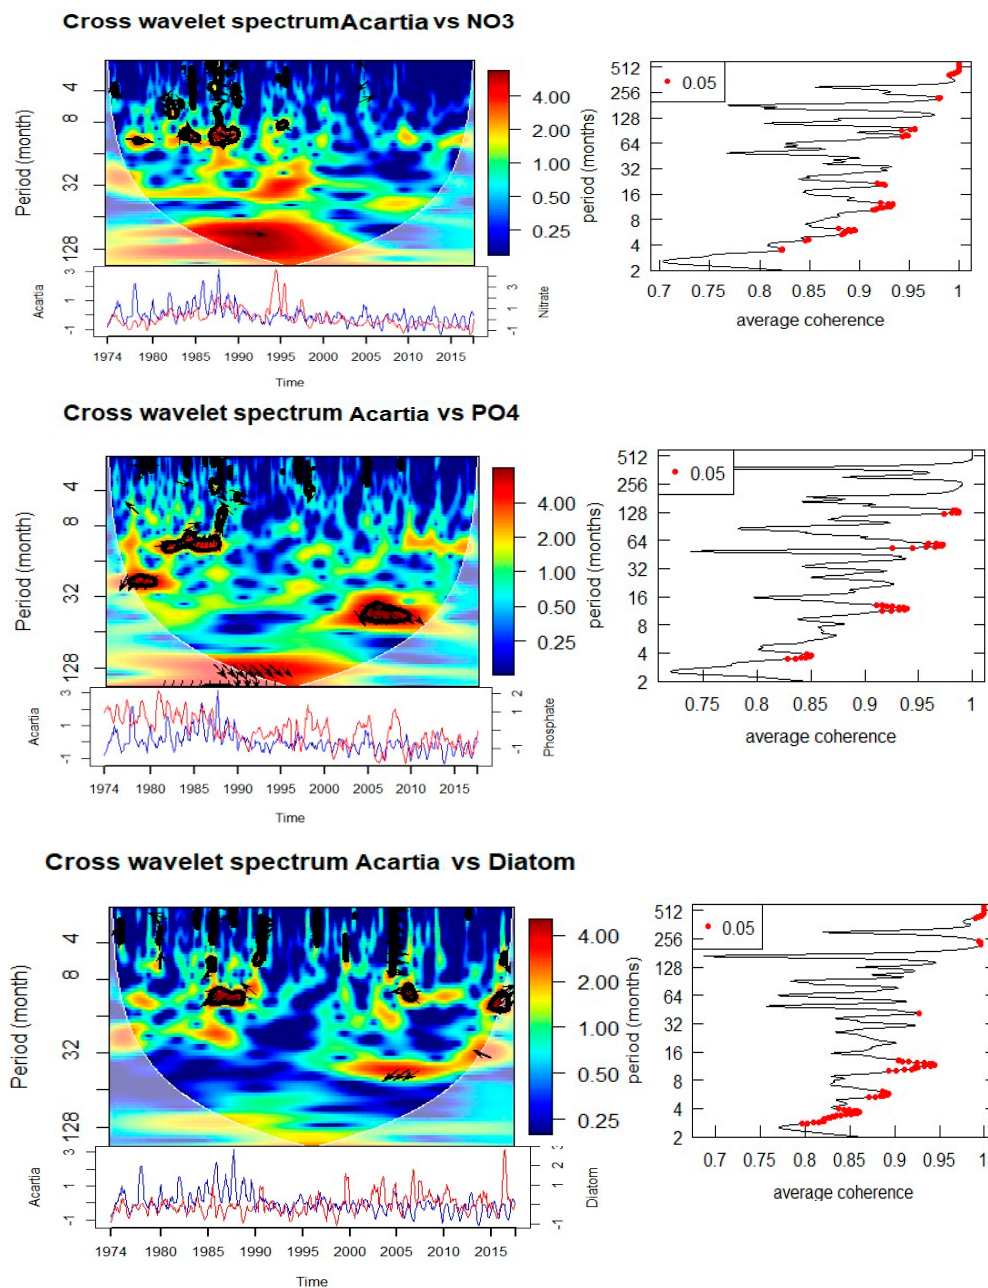 Cross wavelet spectrum Acartia vs NO3
Period (month)
4
8
32
128
4.00
2.00
1.00
0.50
0.25
Acartia
3
1
-1
3
1
-1
Nitrate
1974 1980 1985 1990 1995 2000 2005 2010 2015
Time
period (months)
512
256
128
64
32
16
8
4
2
0.05
0.7 0.75 0.8 0.85 0.9 0.95 1
average coherence
Cross wavelet spectrum Acartia vs PO4
Period (month)
4
8
32
128
4.00
2.00
1.00
0.50
0.25
Acartia
3
1
-1
2
1
-1
Phosphate
1974 1980 1985 1990 1995 2000 2005 2010 2015
Time
period (months)
512
256
128
64
32
16
8
4
2
0.05
0.75 0.8 0.85 0.9 0.95 1
average coherence
Cross wavelet spectrum Acartia vs Diatom
Period (month)
4
8
32
128
4.00
2.00
1.00
0.50
0.25
Acartia
3
1
-1
2
1
-1
Diatom
1974 1980 1985 1990 1995 2000 2005 2010 2015
Time
period (months)
512
256
128
64
32
16
8
4
2
0.05
0.7 0.75 0.8 0.85 0.9 0.95 1
average coherence